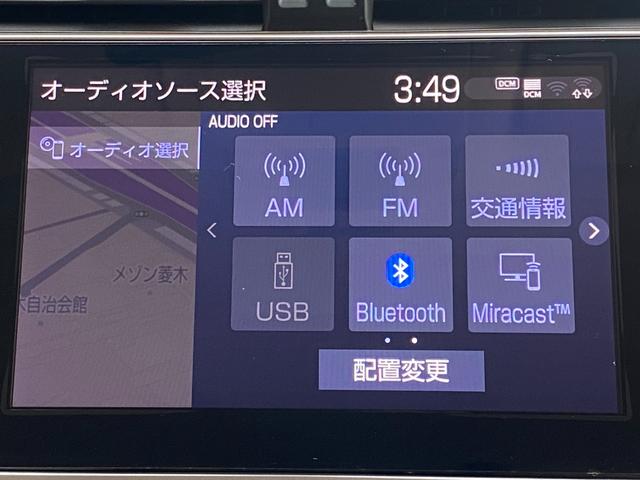 オーディオソース選択
3:49
DCM
DCM
AUDIO OFF
オーディオ選択
AM
FM
交通情報
メゾン菱木
木自治会館
USB
Bluetooth
Miracast™
配置変更